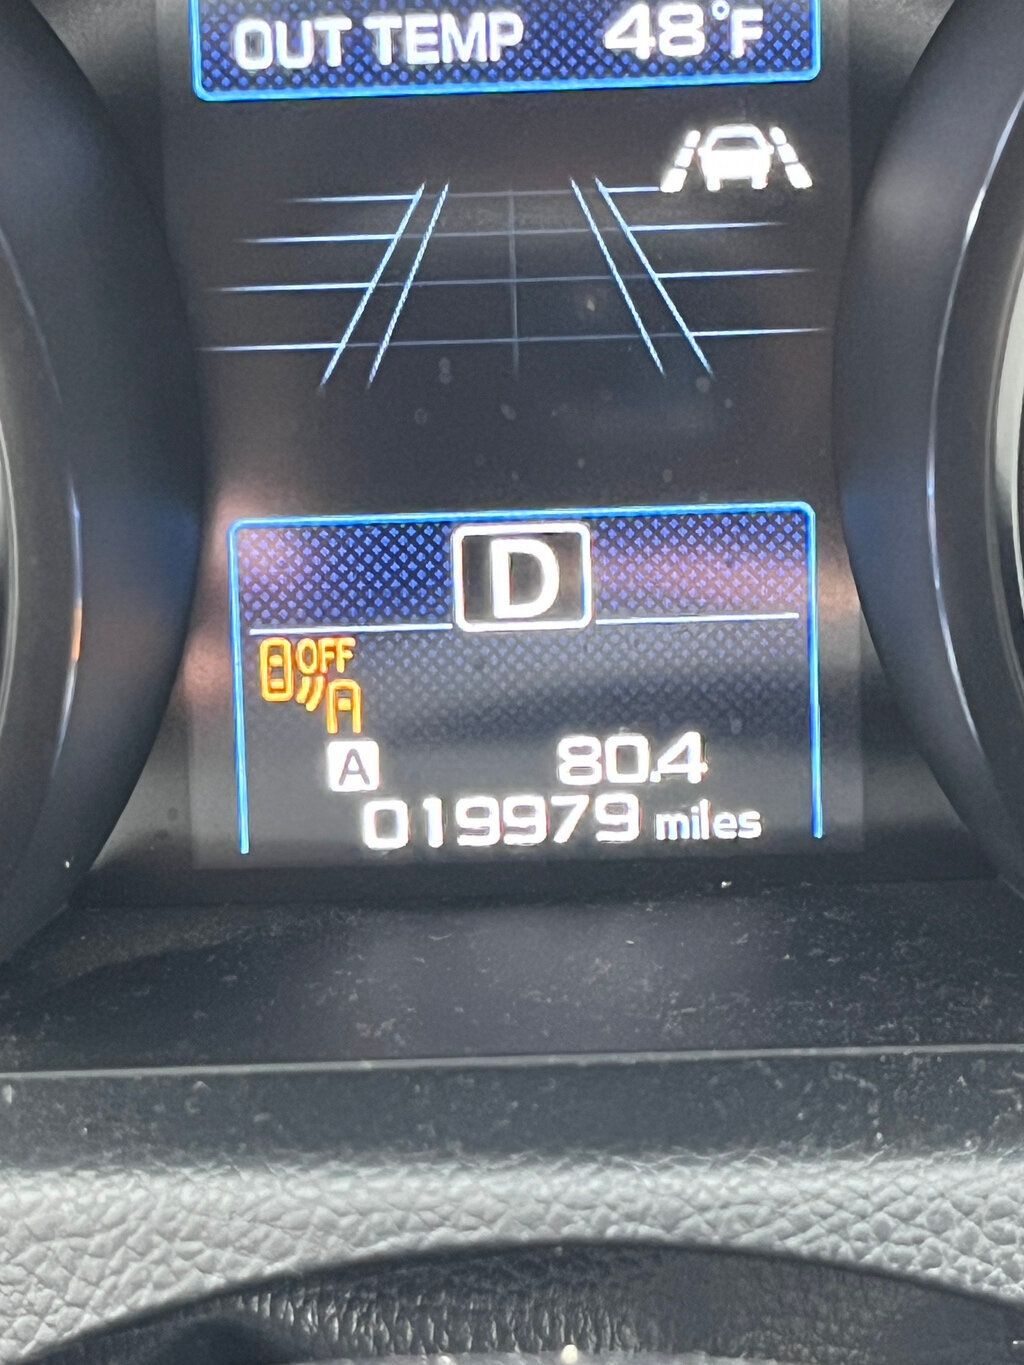 OUT TEMP 48°F
D
OFF
A 80.4
019979 miles